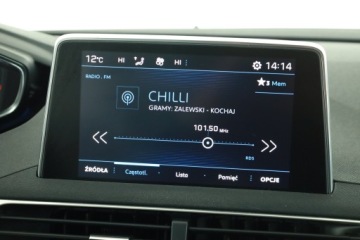 12°C HI HI 14:14
RADIO . FM
3 Mem
CHILLI
GRAMY: ZALEWSKI - KOCHAJ
101.50 MHz
RDS
ŹRÓDŁA Częstotl. Lista Pamięć OPCJE